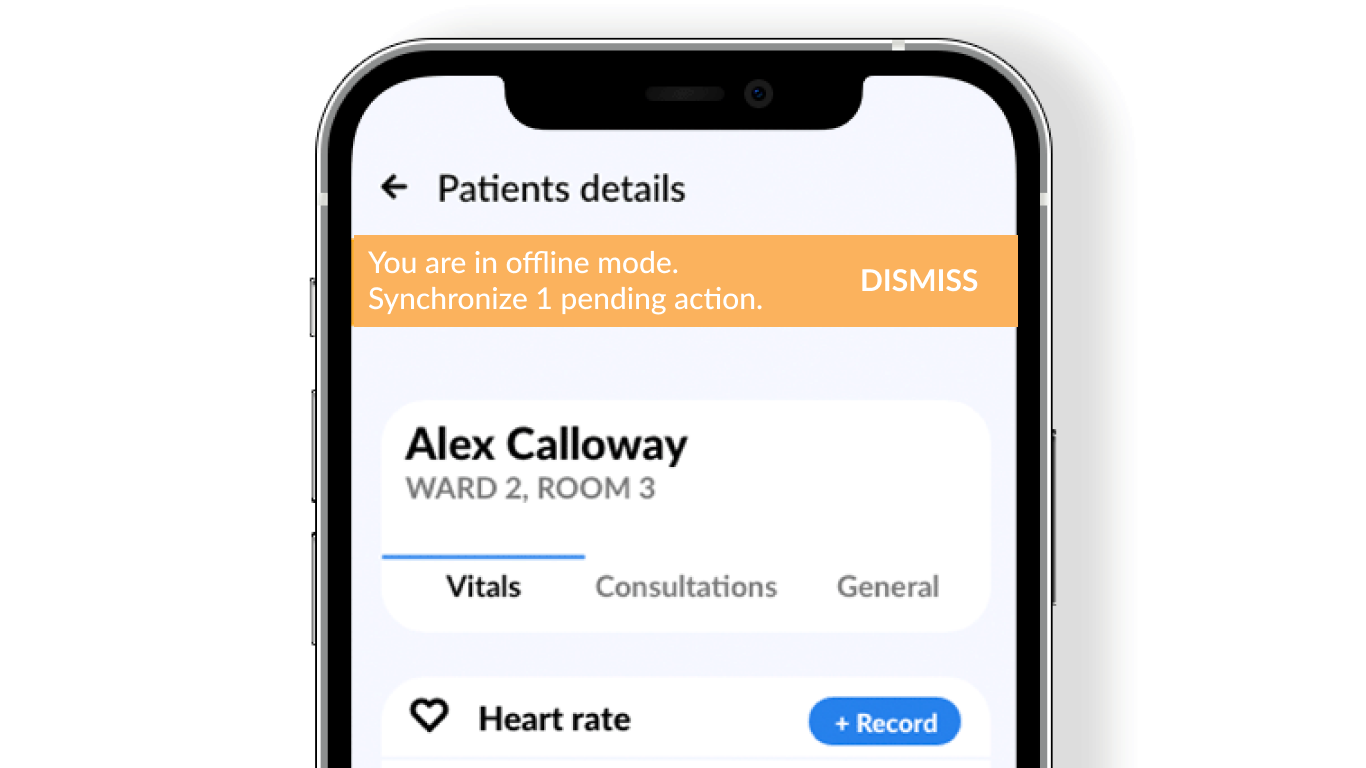 Patients details
You are in offline mode.
Synchronize 1 pending action.
DISMISS
Alex Calloway
WARD 2, ROOM 3
Vitals
Consultations
General
Heart rate
+ Record